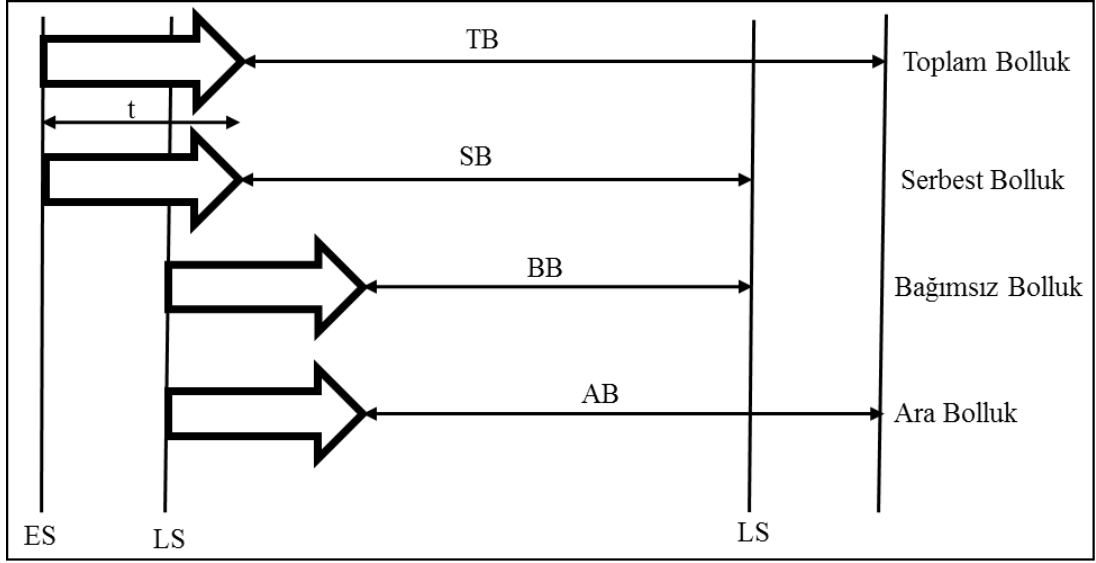 TB
Toplam Bolluk
t
SB
Serbest Bolluk
BB
Bağımsız Bolluk
AB
Ara Bolluk
ES
LS
LS